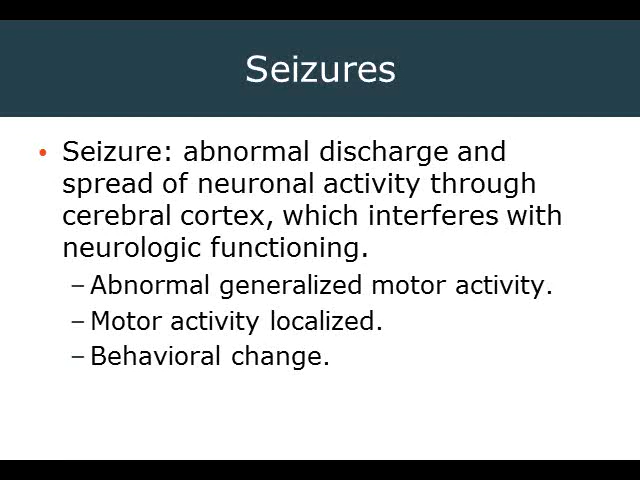 Seizures
• Seizure: abnormal discharge and
spread of neuronal activity through
cerebral cortex, which interferes with
neurologic functioning.
–Abnormal generalized motor activity.
–Motor activity localized.
–Behavioral change.